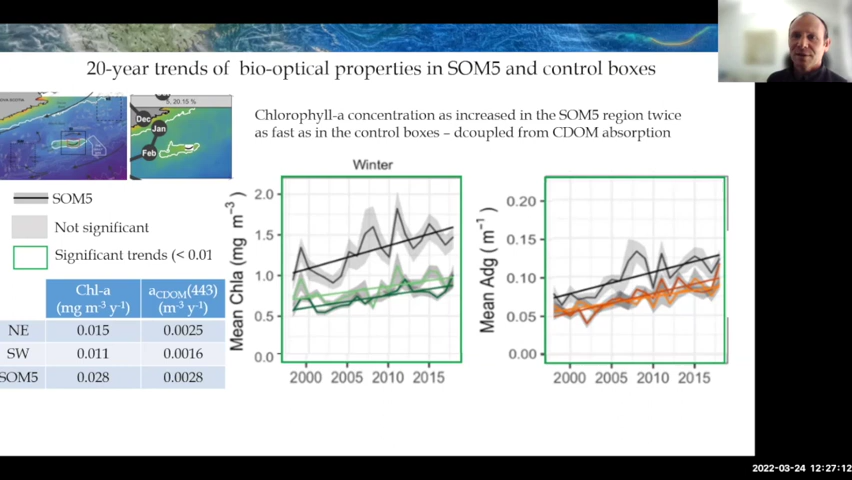 20-year trends of bio-optical properties in SOM5 and control boxes
S. 20 15 %
Dec
Jan
Feb
Chlorophyll-a concentration as increased in the SOM5 region twice
as fast as in the control boxes – dcoupled from CDOM absorption
SOM5
Not significant
Significant trends (< 0.01
Chl-a aCDOM(443)
(mg m-3 y-1) (m-3 y-1)
NE 0.015 0.0025
SW 0.011 0.0016
SOM5 0.028 0.0028
Winter
Mean Chla (mg m−3)
2.0
1.5
1.0
0.5
0.0
2000 2005 2010 2015
Mean Adg (m−1)
0.20
0.15
0.10
0.05
0.00
2000 2005 2010 2015
2022-03-24 12:27:12